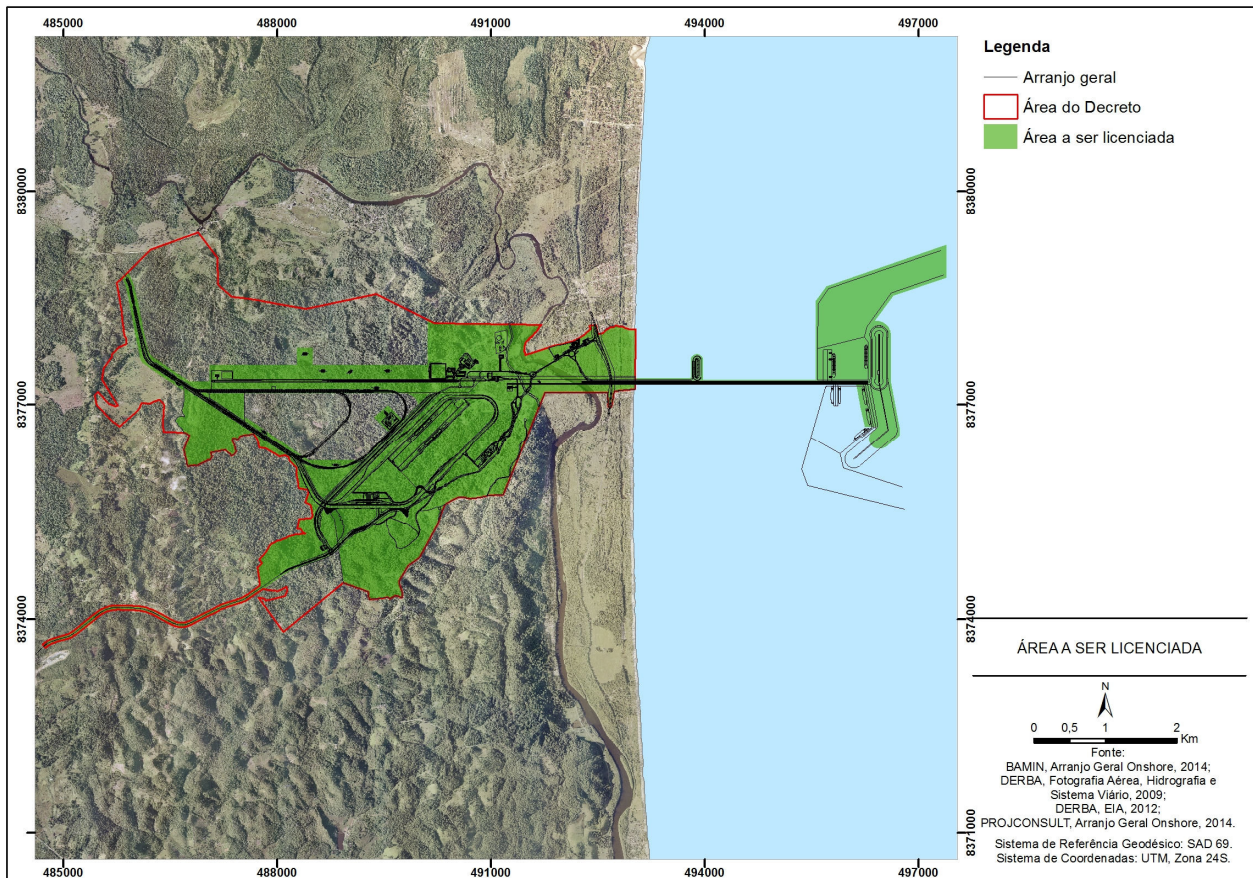 485000
488000
491000
494000
497000
Legenda
Arranjo geral
Área do Decreto
Área a ser licenciada
8380000
8380000
8377000
8377000
8374000
8374000
8371000
8371000
ÁREA A SER LICENCIADA
N
0 0,5 1 2
Km
Fonte:
BAMIN, Arranjo Geral Onshore, 2014;
DERBA, Fotografia Aérea, Hidrografia e
Sistema Viário, 2009;
DERBA, EIA, 2012;
PROJCONSULT, Arranjo Geral Onshore, 2014.
Sistema de Referência Geodésico: SAD 69.
Sistema de Coordenadas: UTM, Zona 24S.
485000
488000
491000
494000
497000